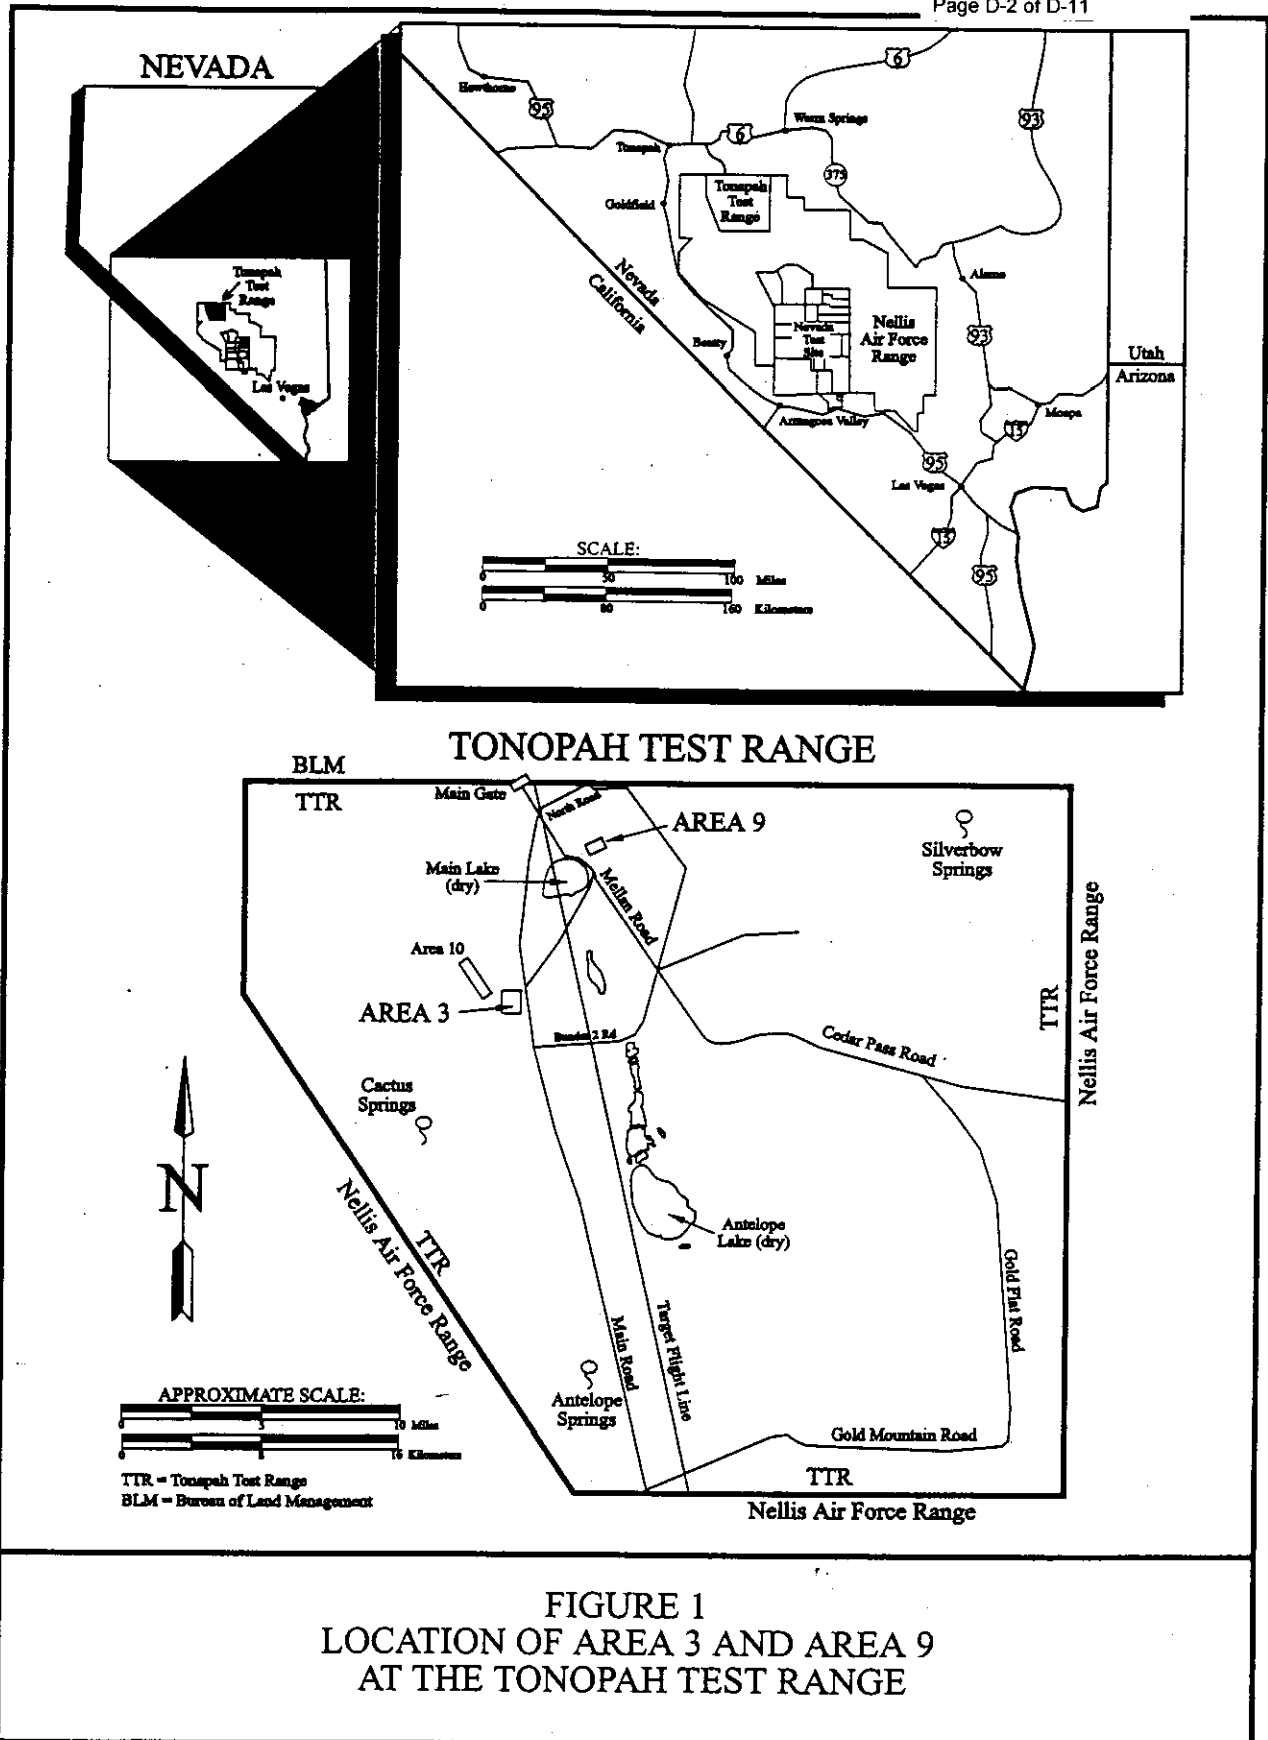 Page D-2 of D-11
NEVADA
Tonopah
Test
Range
Las Vegas
Hawthorne
95
6
Warm Springs
6
93
Tonopah
375
Tonopah
Test
Range
Goldfield
Nevada
California
Alamo
Nevada
Test
Site
Nellis
Air Force
Range
93
Beatty
Utah
Arizona
Moapa
15
Amargosa Valley
95
Las Vegas
15
95
SCALE:
0 50 100 Miles
0 80 160 Kilometers
TONOPAH TEST RANGE
BLM
TTR
Main Gate
North Road
AREA 9
Silverbow
Springs
Main Lake
(dry)
Mellan Road
Nellis Air Force Range
TTR
Area 10
AREA 3
2 Rd
Cedar Pass Road
Cactus
Springs
N
Nellis Air Force Range
TTR
Antelope
Lake (dry)
Gold Flat Road
Main Road
Target Flight Line
Antelope
Springs
Gold Mountain Road
APPROXIMATE SCALE:
0 5 10 Miles
0 8 16 Kilometers
TTR = Tonopah Test Range
BLM = Bureau of Land Management
TTR
Nellis Air Force Range
FIGURE 1
LOCATION OF AREA 3 AND AREA 9
AT THE TONOPAH TEST RANGE